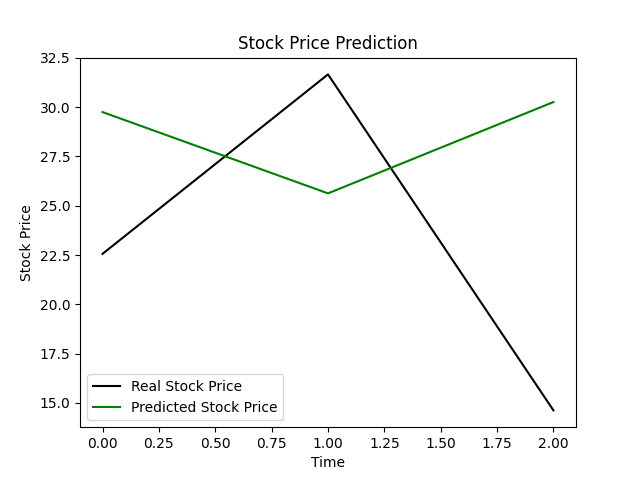 Stock Price Prediction
32.5
30.0
27.5
25.0
22.5
20.0
17.5
15.0
Stock Price
Real Stock Price
Predicted Stock Price
0.00 0.25 0.50 0.75 1.00 1.25 1.50 1.75 2.00
Time